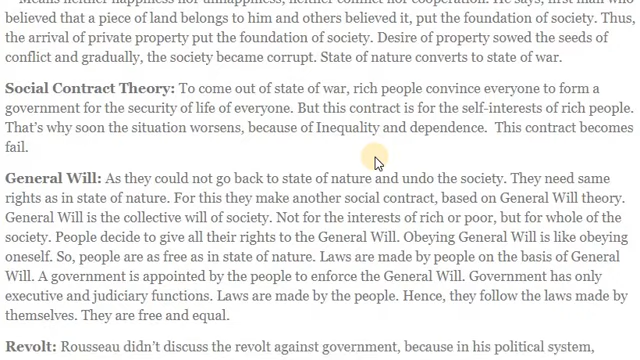 Means neither happiness nor unhappiness, neither conflict nor cooperation. He says, first man who
believed that a piece of land belongs to him and others believed it, put the foundation of society. Thus,
the arrival of private property put the foundation of society. Desire of property sowed the seeds of
conflict and gradually, the society became corrupt. State of nature converts to state of war.
Social Contract Theory: To come out of state of war, rich people convince everyone to form a
government for the security of life of everyone. But this contract is for the self-interests of rich people.
That's why soon the situation worsens, because of Inequality and dependence. This contract becomes
fail.
General Will: As they could not go back to state of nature and undo the society. They need same
rights as in state of nature. For this they make another social contract, based on General Will theory.
General Will is the collective will of society. Not for the interests of rich or poor, but for whole of the
society. People decide to give all their rights to the General Will. Obeying General Will is like obeying
oneself. So, people are as free as in state of nature. Laws are made by people on the basis of General
Will. A government is appointed by the people to enforce the General Will. Government has only
executive and judiciary functions. Laws are made by the people. Hence, they follow the laws made by
themselves. They are free and equal.
Revolt: Rousseau didn't discuss the revolt against government, because in his political system,